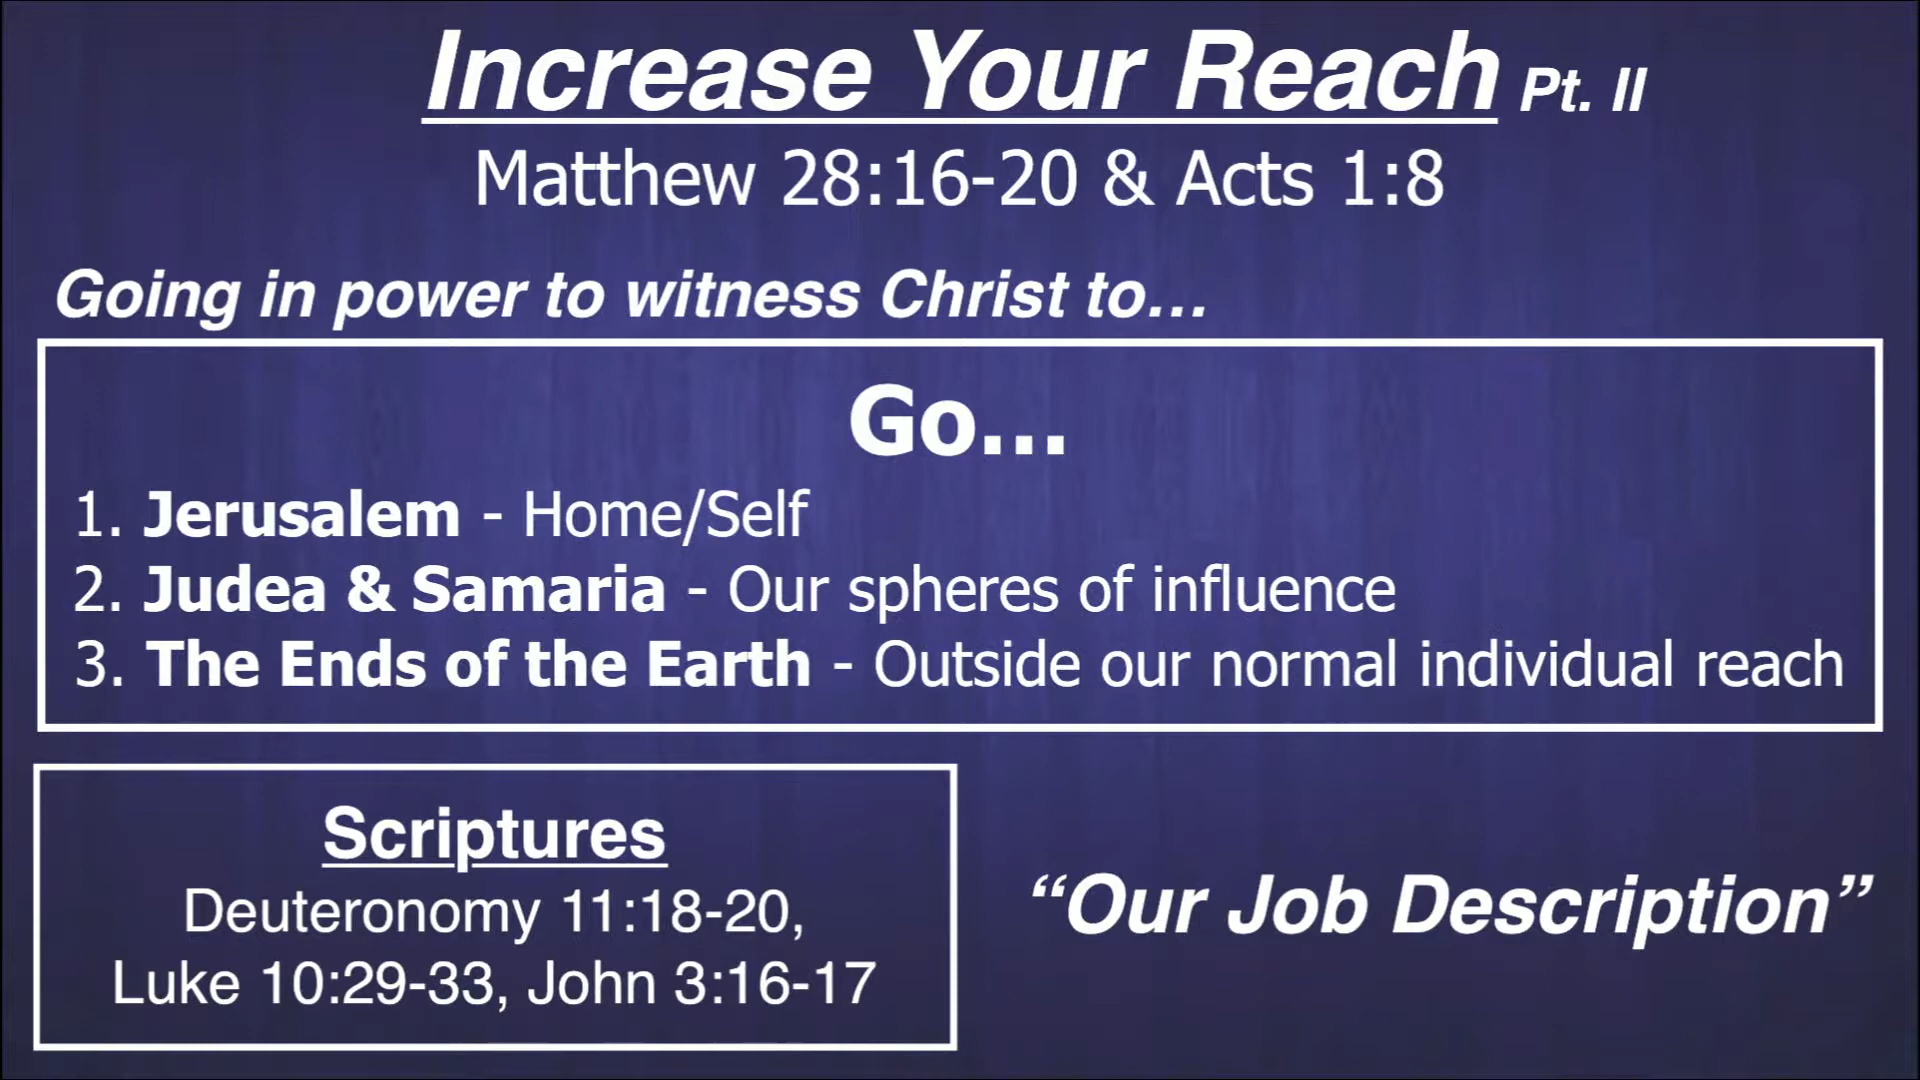 Increase Your Reach Pt. II
Matthew 28:16-20 & Acts 1:8
Going in power to witness Christ to...
Go...
1. Jerusalem - Home/Self
2. Judea & Samaria - Our spheres of influence
3. The Ends of the Earth - Outside our normal individual reach
Scriptures
Deuteronomy 11:18-20,
Luke 10:29-33, John 3:16-17
“Our Job Description”